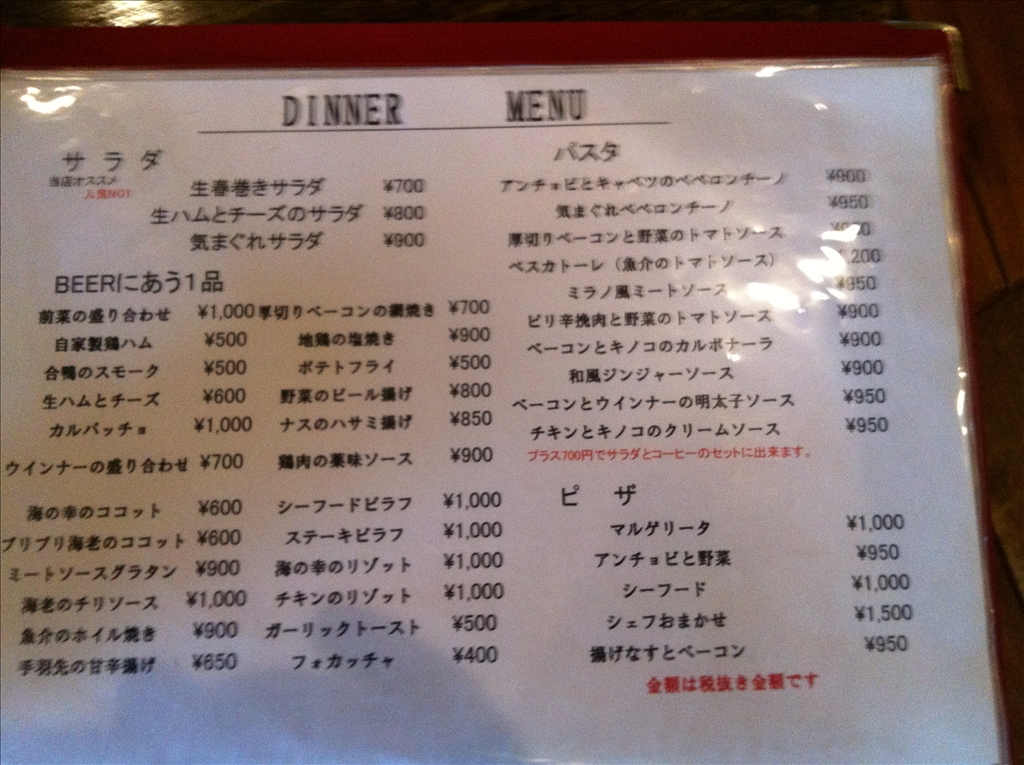 DINNER MENU
サラダ
当店オススメ
人気NO1
生春巻きサラダ ¥700
生ハムとチーズのサラダ ¥800
気まぐれサラダ ¥900
BEERにあう1品
前菜の盛り合わせ ¥1,000
自家製鶏ハム ¥500
合鴨のスモーク ¥500
生ハムとチーズ ¥600
カルパッチョ ¥1,000
ウインナーの盛り合わせ ¥700
海の幸のココット ¥600
プリプリ海老のココット ¥600
ミートソースグラタン ¥900
海老のチリソース ¥1,000
魚介のホイル焼き ¥900
手羽先の甘辛揚げ ¥650
厚切りベーコンの網焼き ¥700
地鶏の塩焼き ¥900
ポテトフライ ¥500
野菜のビール揚げ ¥800
ナスのハサミ揚げ ¥850
鶏肉の薬味ソース ¥900
シーフードピラフ ¥1,000
ステーキピラフ ¥1,000
海の幸のリゾット ¥1,000
チキンのリゾット ¥1,000
ガーリックトースト ¥500
フォカッチャ ¥400
パスタ
アンチョビとキャベツのペペロンチーノ ¥900
気まぐれペペロンチーノ ¥950
厚切りベーコンと野菜のトマトソース
ペスカトーレ（魚介のトマトソース） ,200
ミラノ風ミートソース ¥950
ピリ辛挽肉と野菜のトマトソース ¥900
ベーコンとキノコのカルボナーラ ¥900
和風ジンジャーソース ¥900
ベーコンとウインナーの明太子ソース ¥950
チキンとキノコのクリームソース ¥950
プラス700円でサラダとコーヒーのセットに出来ます。
ピザ
マルゲリータ ¥1,000
アンチョビと野菜 ¥950
シーフード ¥1,000
シェフおまかせ ¥1,500
揚げなすとベーコン ¥950
金額は税抜き金額です